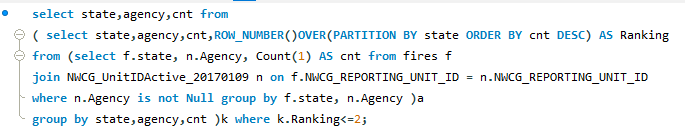 select state,agency,cnt from
( select state,agency,cnt,ROW_NUMBER()OVER(PARTITION BY state ORDER BY cnt DESC) AS Ranking
from (select f.state, n.Agency, Count(1) AS cnt from fires f
join NWCG_UnitIDActive_20170109 n on f.NWCG_REPORTING_UNIT_ID = n.NWCG_REPORTING_UNIT_ID
where n.Agency is not Null group by f.state, n.Agency )a
group by state,agency,cnt )k where k.Ranking<=2;